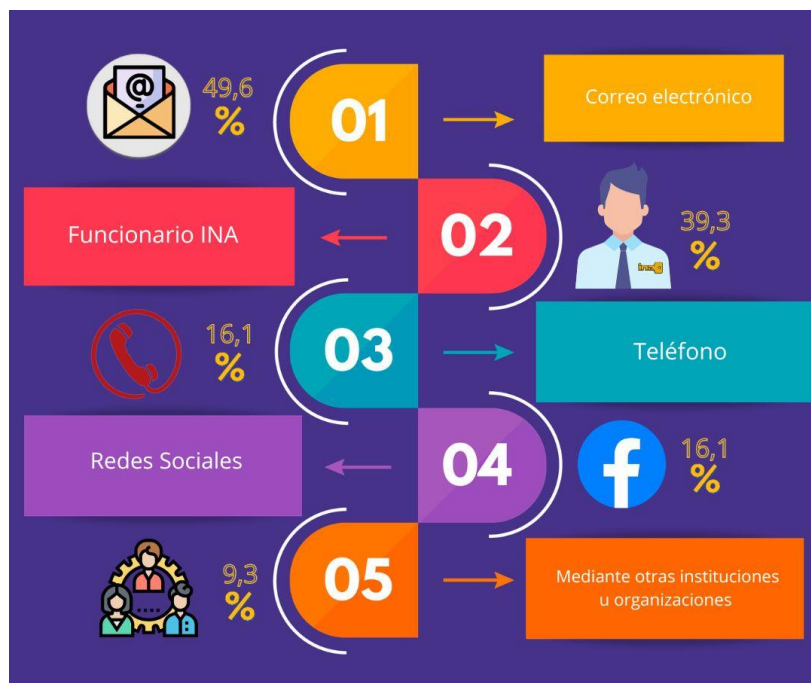 49,6
%
01
Correo electrónico
Funcionario INA
02
39,3
%
ina
16,1
%
03
Teléfono
Redes Sociales
04
16,1
%
9,3
%
05
Mediante otras instituciones
u organizaciones